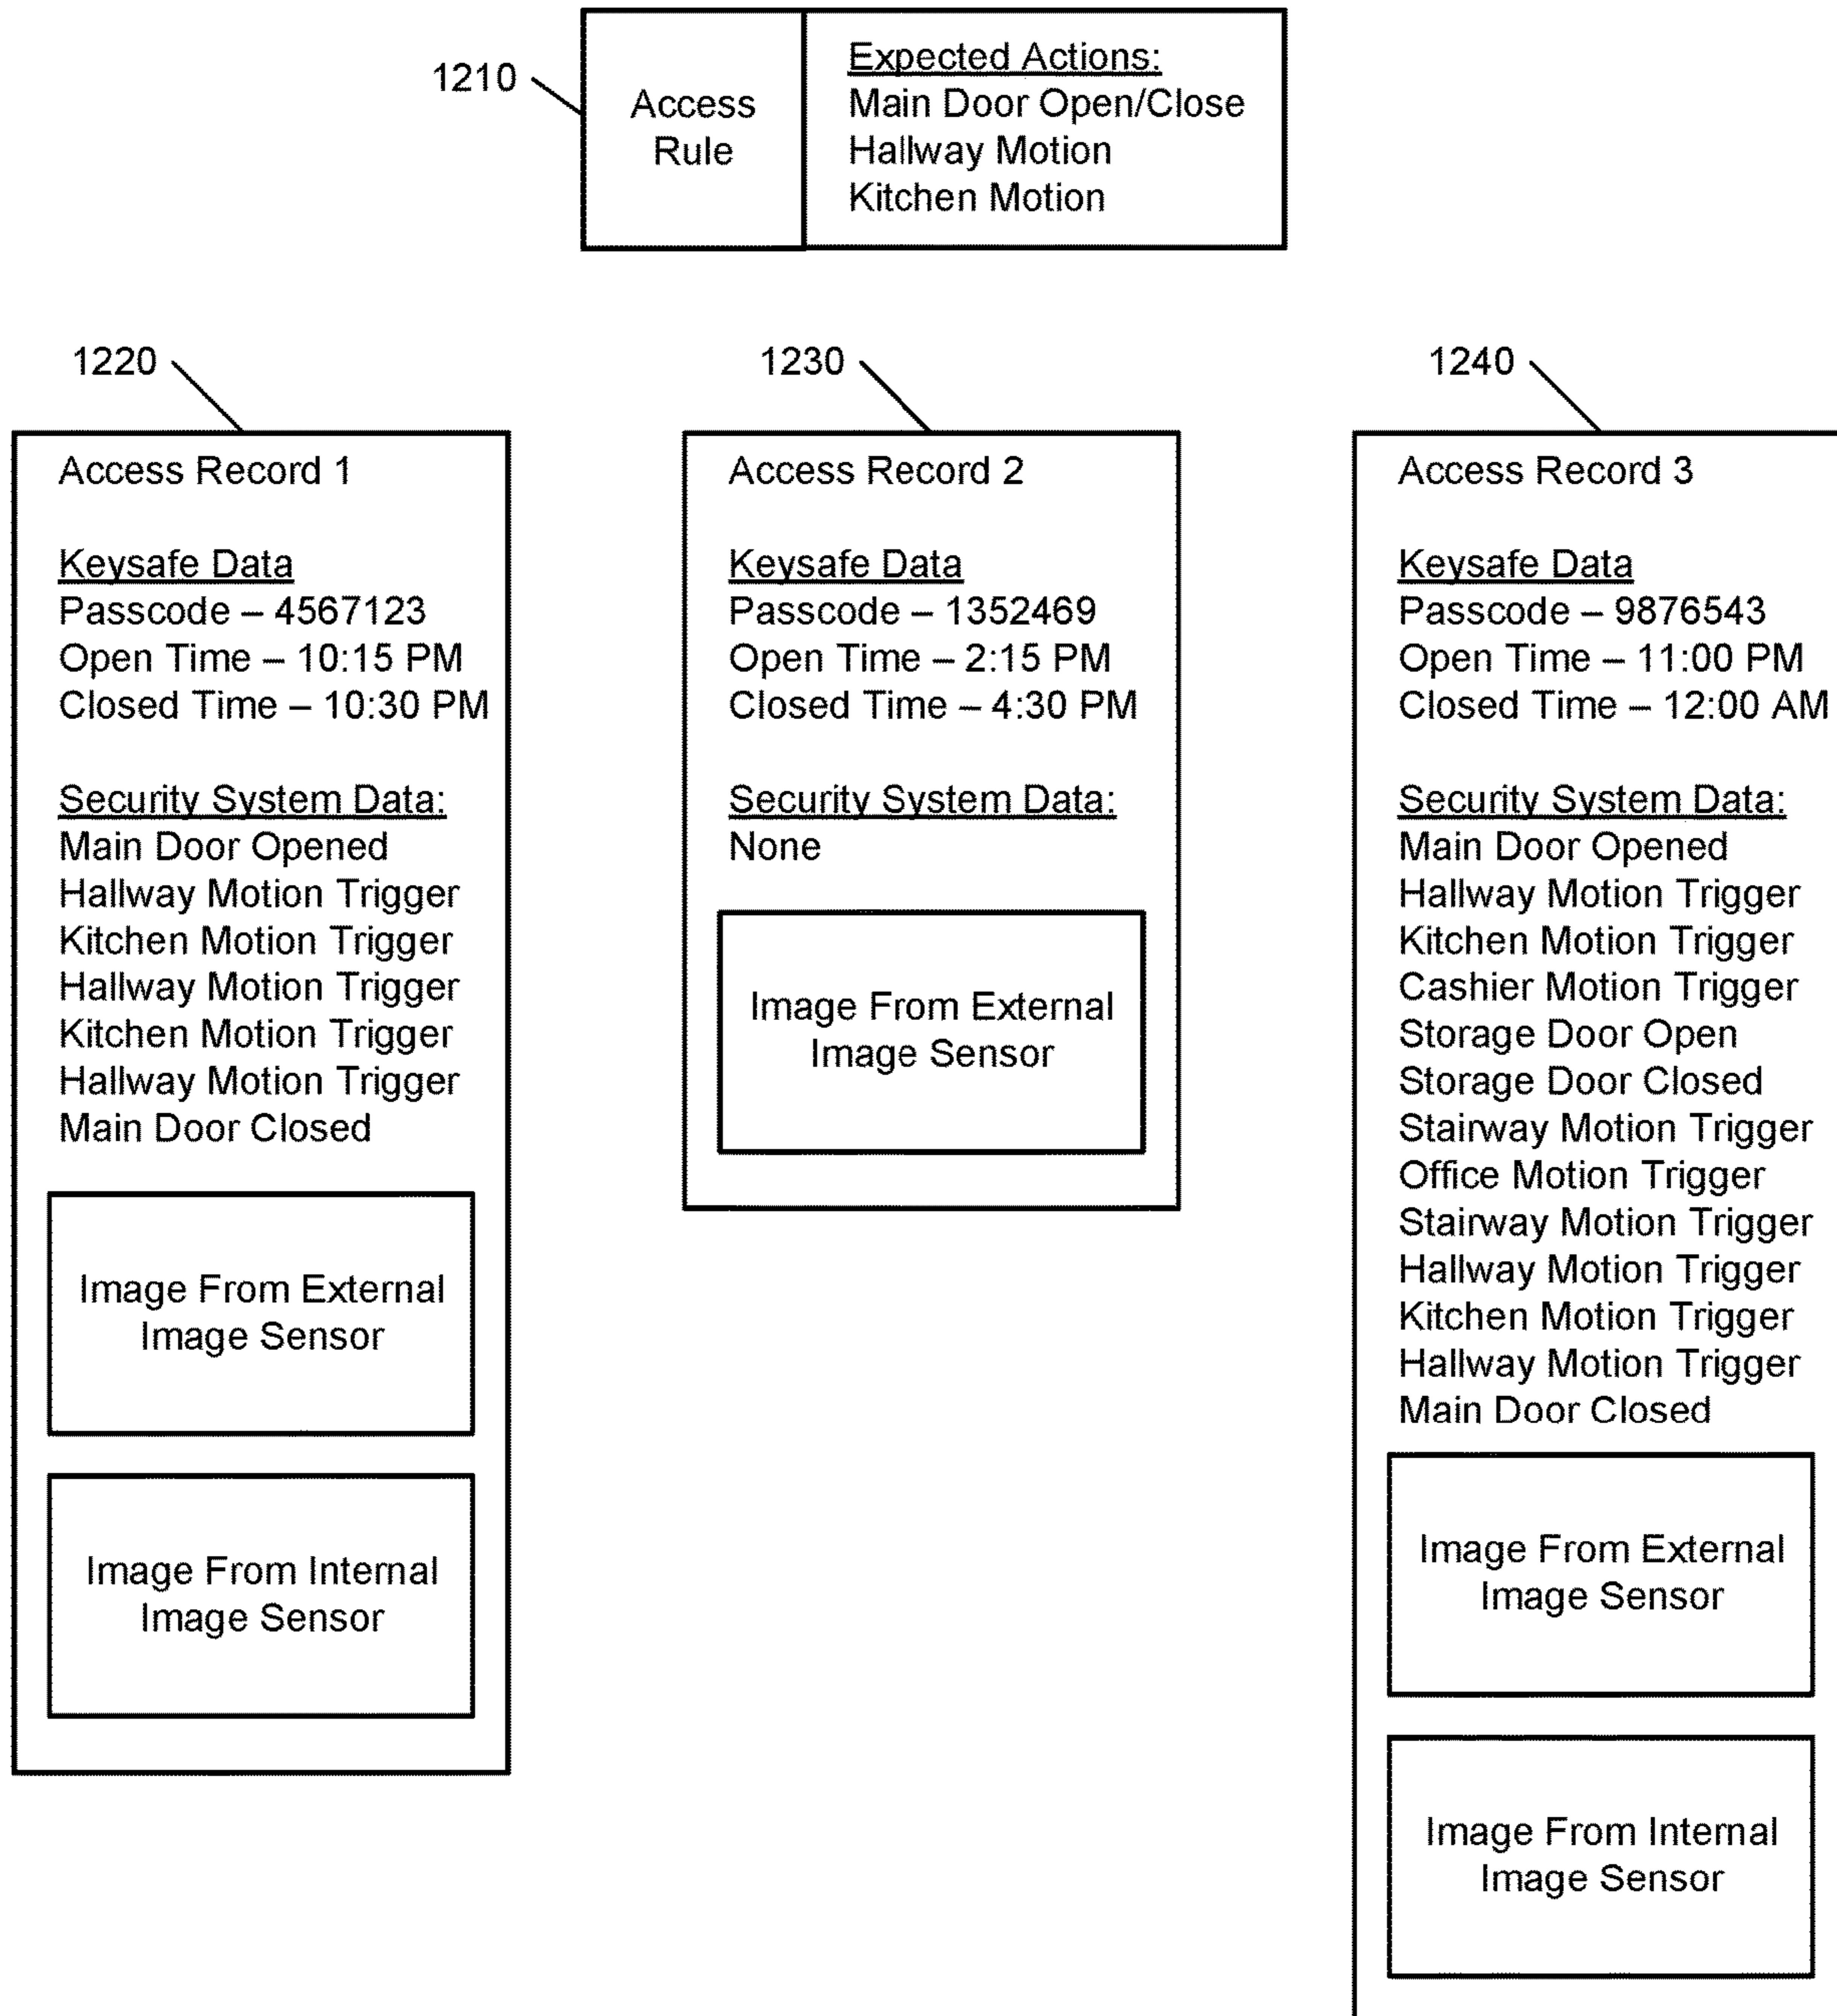 1210
Access
Rule
Expected Actions:
Main Door Open/Close
Hallway Motion
Kitchen Motion
1220
Access Record 1
Keysafe Data
Passcode – 4567123
Open Time – 10:15 PM
Closed Time – 10:30 PM
Security System Data:
Main Door Opened
Hallway Motion Trigger
Kitchen Motion Trigger
Hallway Motion Trigger
Kitchen Motion Trigger
Hallway Motion Trigger
Main Door Closed
Image From External
Image Sensor
Image From Internal
Image Sensor
1230
Access Record 2
Keysafe Data
Passcode – 1352469
Open Time – 2:15 PM
Closed Time – 4:30 PM
Security System Data:
None
Image From External
Image Sensor
1240
Access Record 3
Keysafe Data
Passcode – 9876543
Open Time – 11:00 PM
Closed Time – 12:00 AM
Security System Data:
Main Door Opened
Hallway Motion Trigger
Kitchen Motion Trigger
Cashier Motion Trigger
Storage Door Open
Storage Door Closed
Stairway Motion Trigger
Office Motion Trigger
Stairway Motion Trigger
Hallway Motion Trigger
Kitchen Motion Trigger
Hallway Motion Trigger
Main Door Closed
Image From External
Image Sensor
Image From Internal
Image Sensor